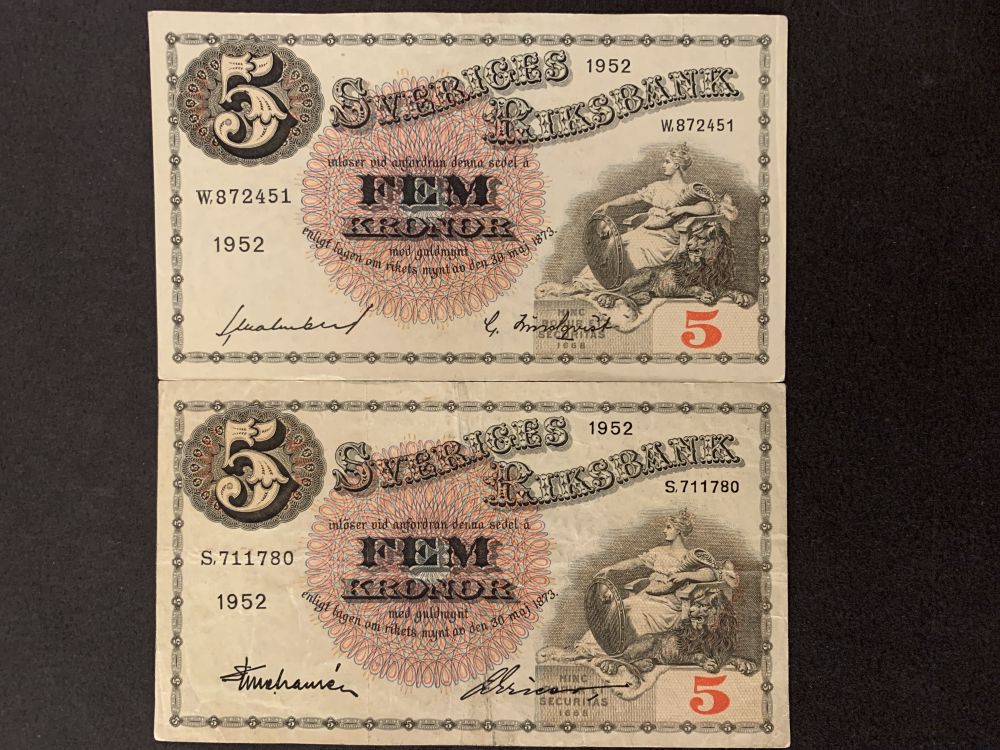 5
SVERIGES 1952
RIKSBANK
W.872451
inlöser vid anfordran denna sedel å
FEM
W.872451
KRONOR
1952
med guldmynt
enligt lagen om rikets mynt av den 30 maj 1873.
HINC
SECURITAS
1668
5
5
SVERIGES 1952
RIKSBANK
S.711780
inlöser vid anfordran denna sedel å
FEM
S.711780
KRONOR
1952
med guldmynt
enligt lagen om rikets mynt av den 30 maj 1873.
HINC
SECURITAS
1668
5